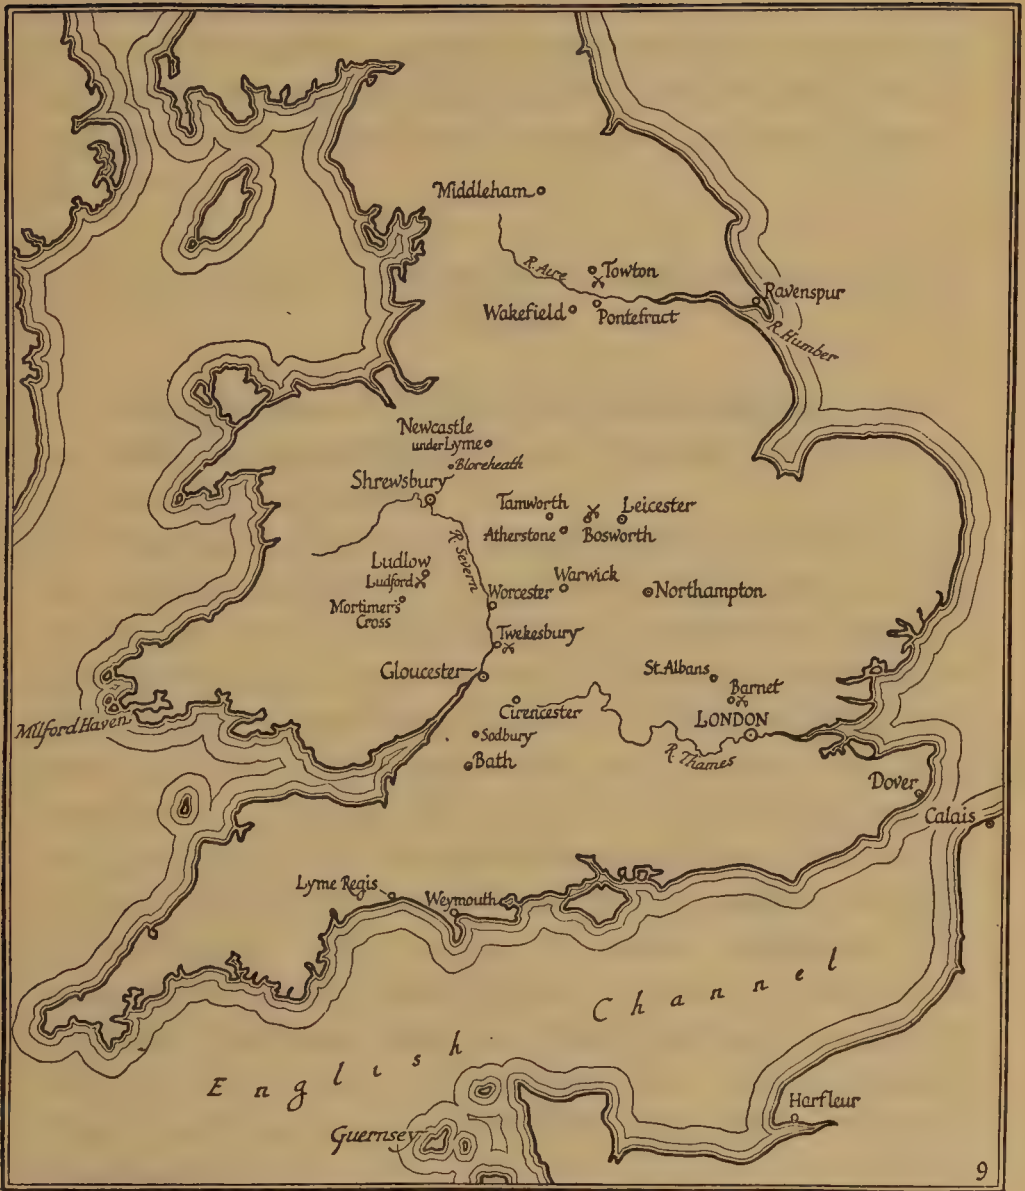 Middleham
R. Aire
Towton
Ravenspur
Wakefield
Pontefract
R. Humber
Newcastle
under Lyme
Bloreheath
Shrewsbury
Tamworth
Leicester
Atherstone
Bosworth
R. Severn
Ludlow
Ludford
Warwick
Mortimer's
Cross
Worcester
Northampton
Twekesbury
Gloucester
St. Albans
Barnet
Cirencester
LONDON
Milford Haven
Sodbury
R. Thames
Bath
Dover
Calais
Lyme Regis
Weymouth
English Channel
Harfleur
Guernsey
9